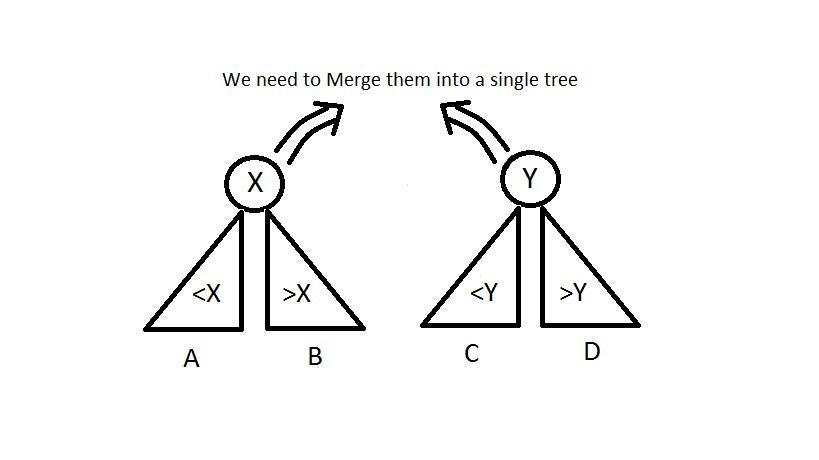 We need to Merge them into a single tree
X
Y
<X
>X
<Y
>Y
A
B
C
D